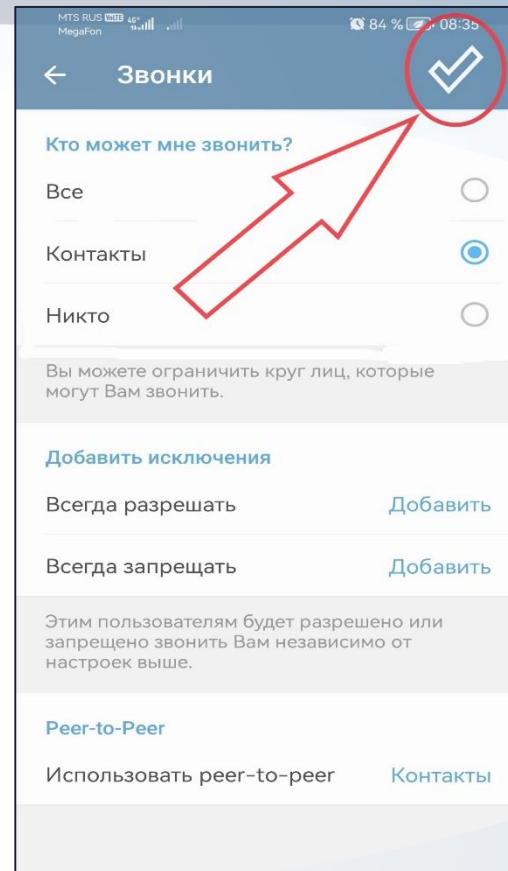 MTS RUS VoLTE 4G+
MegaFon
84 % 08:35
Звонки
Кто может мне звонить?
Все
Контакты
Никто
Вы можете ограничить круг лиц, которые
могут Вам звонить.
Добавить исключения
Всегда разрешать Добавить
Всегда запрещать Добавить
Этим пользователям будет разрешено или
запрещено звонить Вам независимо от
настроек выше.
Peer-to-Peer
Использовать peer-to-peer Контакты